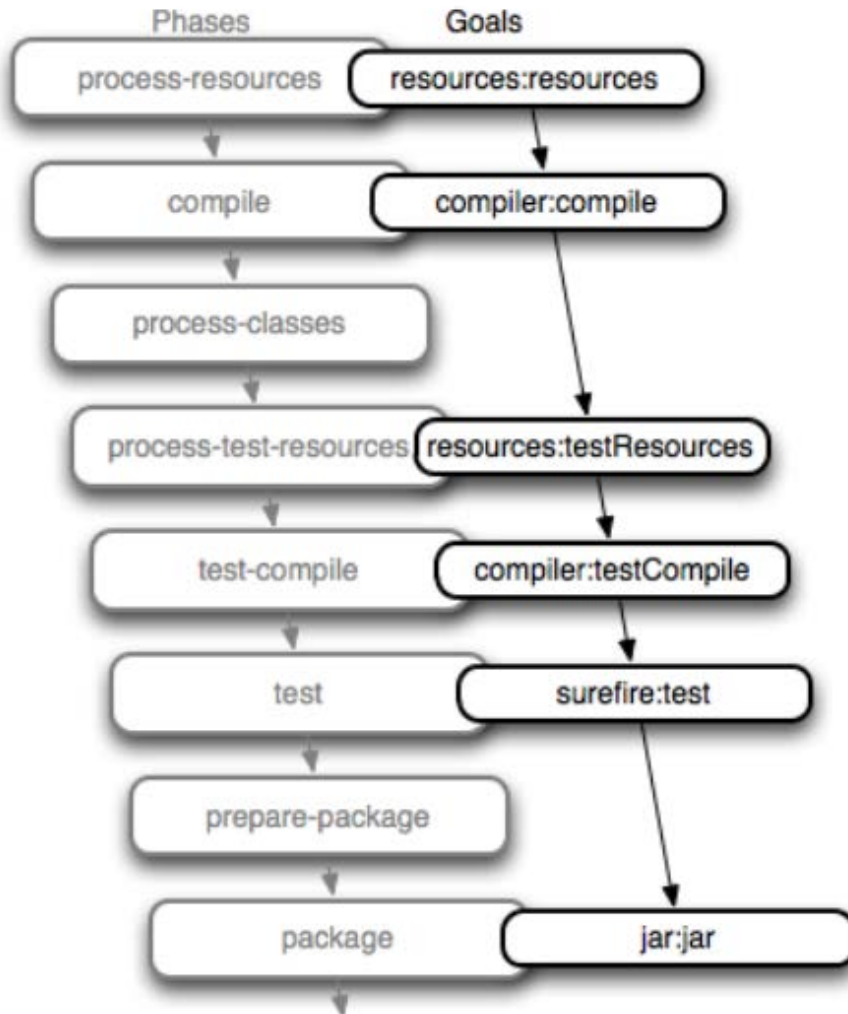 Phases Goals
process-resources resources:resources
compile compiler:compile
process-classes
process-test-resources resources:testResources
test-compile compiler:testCompile
test surefire:test
prepare-package
package jar:jar